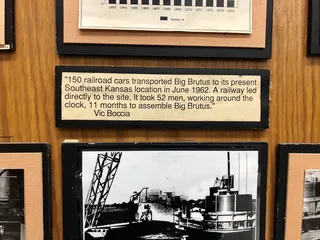 "150 railroad cars transported Big Brutus to its present
Southeast Kansas location in June 1962. A railway led
directly to the site. It took 52 men, working around the
clock, 11 months to assemble Big Brutus."
Vic Boccia